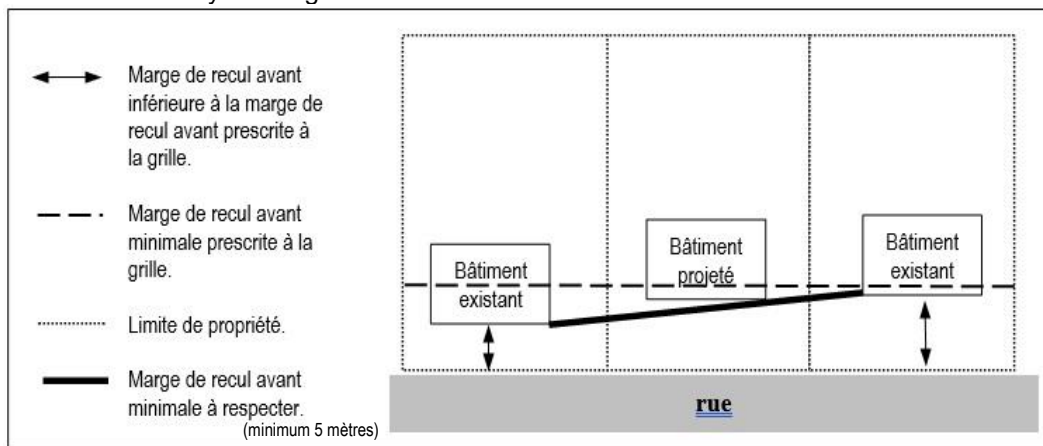 Marge de recul avant
inférieure à la marge de
recul avant prescrite à
la grille.
Marge de recul avant
minimale prescrite à la
grille.
Limite de propriété.
Marge de recul avant
minimale à respecter.
(minimum 5 mètres)
Bâtiment
existant
Bâtiment
projeté
Bâtiment
existant
rue